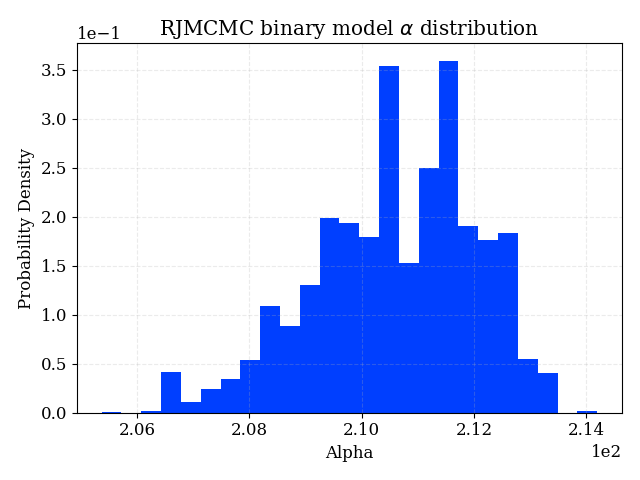 RJMCMC binary model α distribution
1e−1
3.5
3.0
2.5
2.0
1.5
1.0
0.5
0.0
Probability Density
2.06 2.08 2.10 2.12 2.14
1e2
Alpha